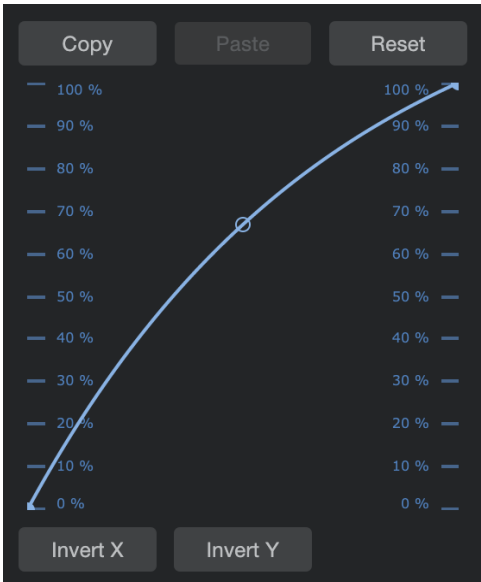 Copy Paste Reset
100 % 100 %
90 % 90 %
80 % 80 %
70 % 70 %
60 % 60 %
50 % 50 %
40 % 40 %
30 % 30 %
20 % 20 %
10 % 10 %
0 % 0 %
Invert X Invert Y